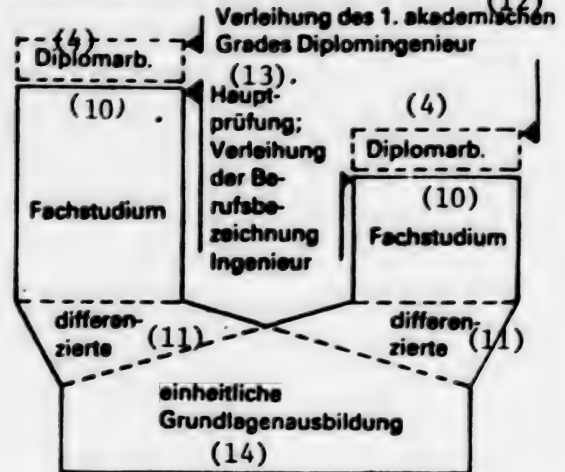 (12)
Verleihung des 1. akademischen
Grades Diplomingenieur
(4)
Diplomarb.
(13).
(10) .
Haupt-
prüfung;
Verleihung
der Be-
rufsbe-
zeichnung
Ingenieur
Fachstudium
(4)
Diplomarb.
(10)
Fachstudium
differen-
zierte (11)
differen-
zierte (11)
einheitliche
Grundlagenausbildung
(14)